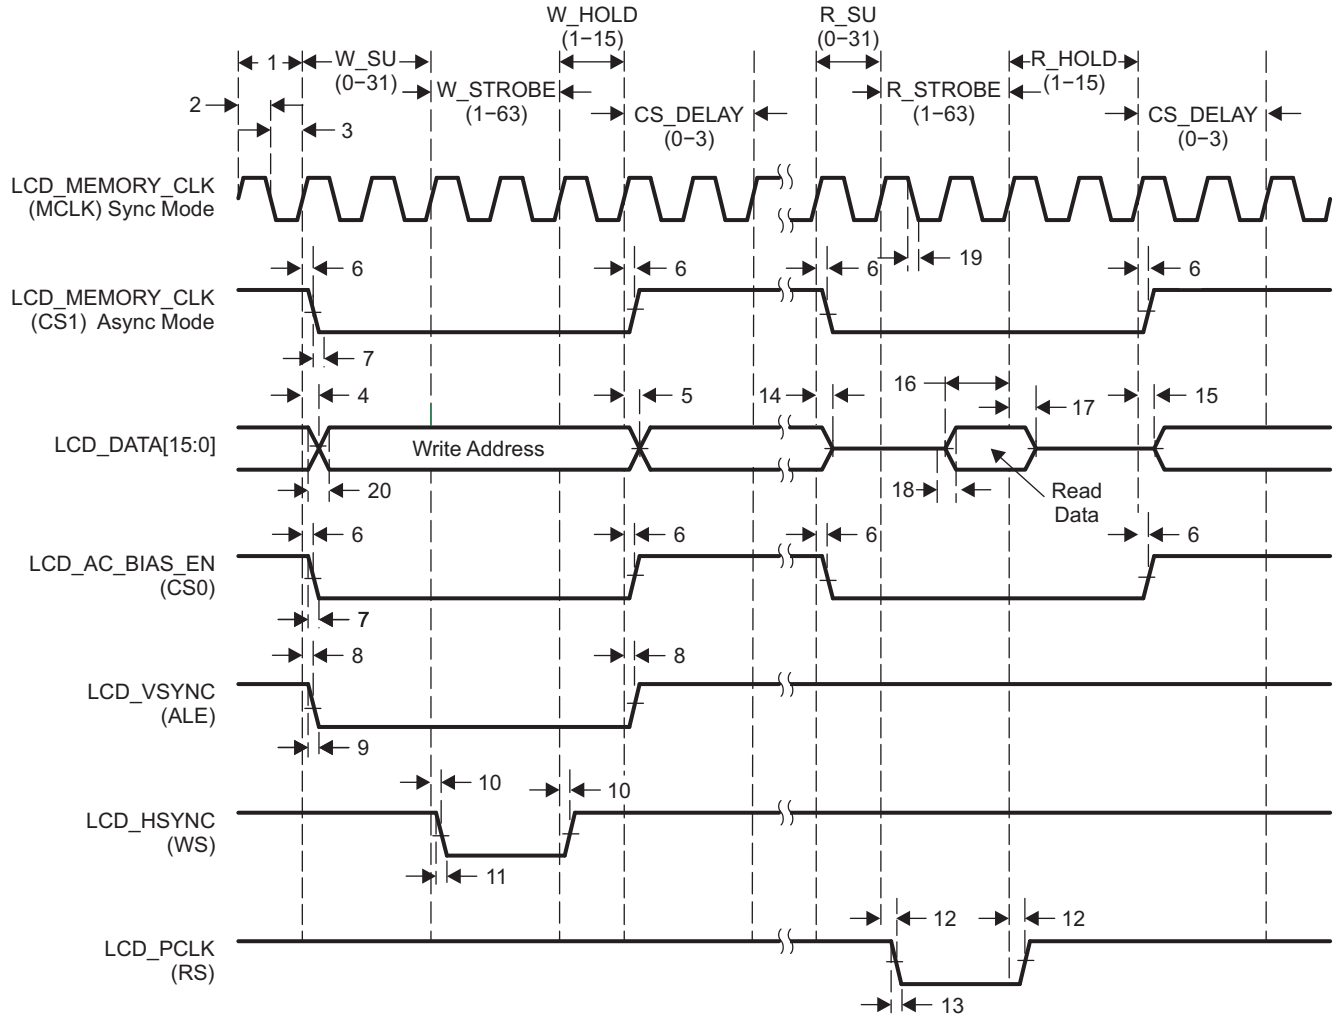 W_HOLD
(1−15)
R_SU
(0−31)
1
W_SU
(0−31)
R_HOLD
(1−15)
2
W_STROBE
(1−63)
R_STROBE
(1−63)
CS_DELAY
(0−3)
CS_DELAY
(0−3)
3
LCD_MEMORY_CLK
(MCLK) Sync Mode
19
6 6 6 6
LCD_MEMORY_CLK
(CS1) Async Mode
7
4 5 14 16 17 15
LCD_DATA[15:0]
Write Address
20 18
Read
Data
6 6 6 6
LCD_AC_BIAS_EN
(CS0)
7
8 8
LCD_VSYNC
(ALE)
9
10 10
LCD_HSYNC
(WS)
11
12 12
LCD_PCLK
(RS)
13